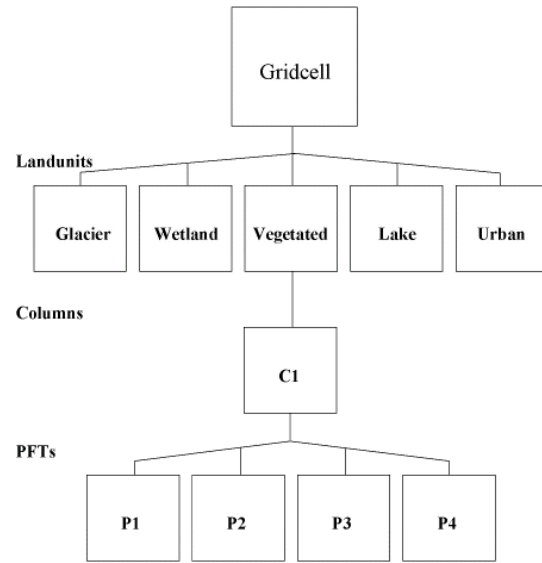 Gridcell
Landunits
Glacier Wetland Vegetated Lake Urban
Columns
C1
PFTs
P1 P2 P3 P4